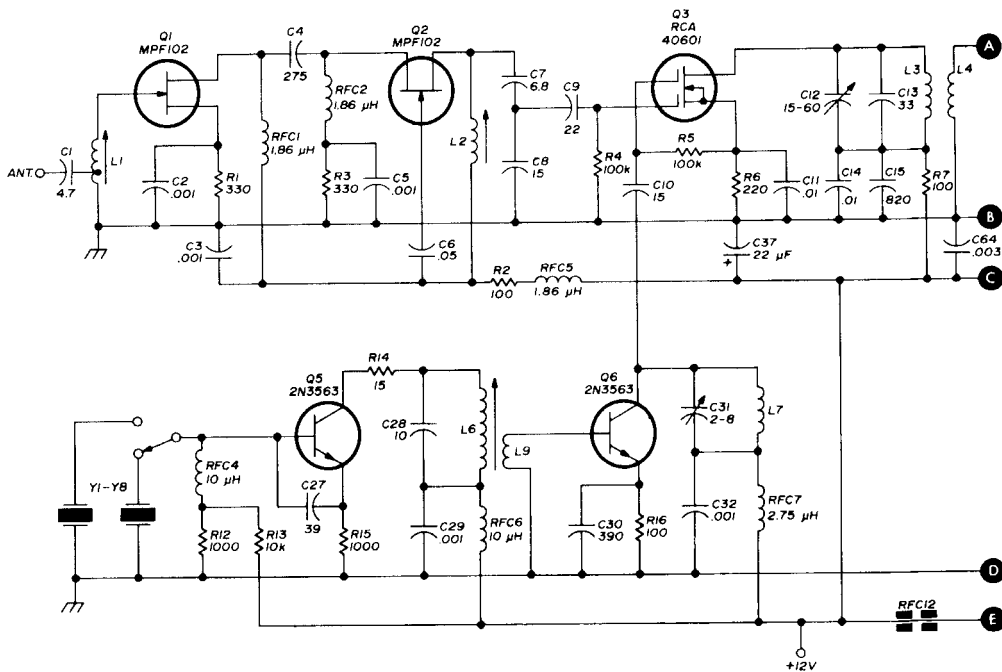 Q1
MPF102
C4
275
Q2
MPF102
Q3
RCA
40601
A
C7
6.8
C9
22
RFC2
1.86 µH
C12
15-60
C13
33
L3
L4
C1
4.7
ANT.
L1
RFC1
1.86 µH
L2
R5
100k
R1
330
C2
.001
R3
330
C5
.001
C8
15
R4
100k
C10
15
R6
220
C11
.01
C14
.01
C15
820
R7
100
B
C3
.001
C6
.05
R2
100
RFC5
1.86 µH
C37
22 µF
+
C64
.003
C
R14
15
Q5
2N3563
C28
10
L6
L9
Q6
2N3563
C31
2-8
L7
RFC4
10 µH
Y1-Y8
C27
39
R12
1000
R13
10k
R15
1000
C29
.001
RFC6
10 µH
C30
390
R16
100
C32
.001
RFC7
2.75 µH
D
RFC12
E
+12V